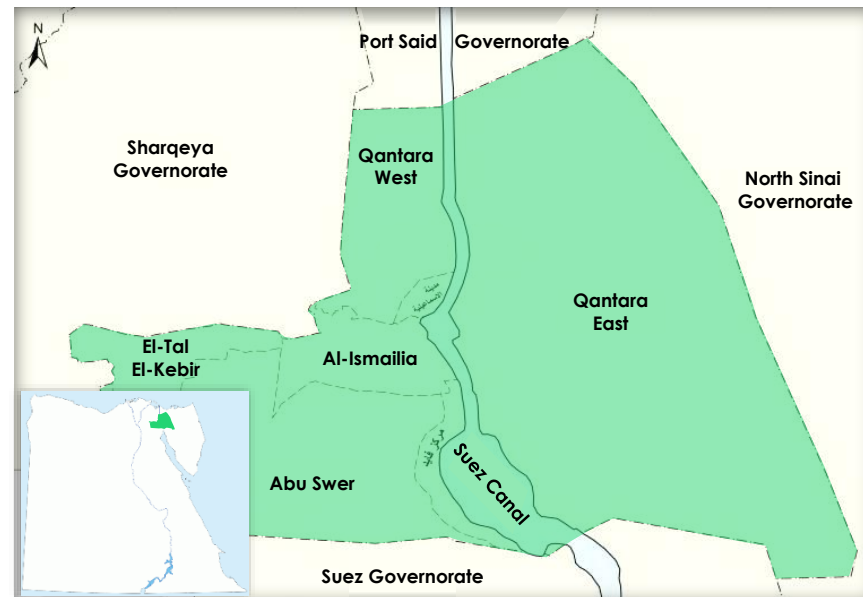 N
Port Said Governorate
Sharqeya
Governorate
Qantara
West
North Sinai
Governorate
Qantara
East
El-Tal
El-Kebir
Al-Ismailia
Abu Swer
Suez Canal
Suez Governorate